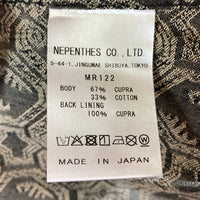 NEPENTHES CO., LTD.
5-44-1, JINGUMAE SHIBUYA, TOKYO.
MR122
BODY 67% CUPRA
33% COTTON
BACK LINING
100% CUPRA
MADE IN JAPAN